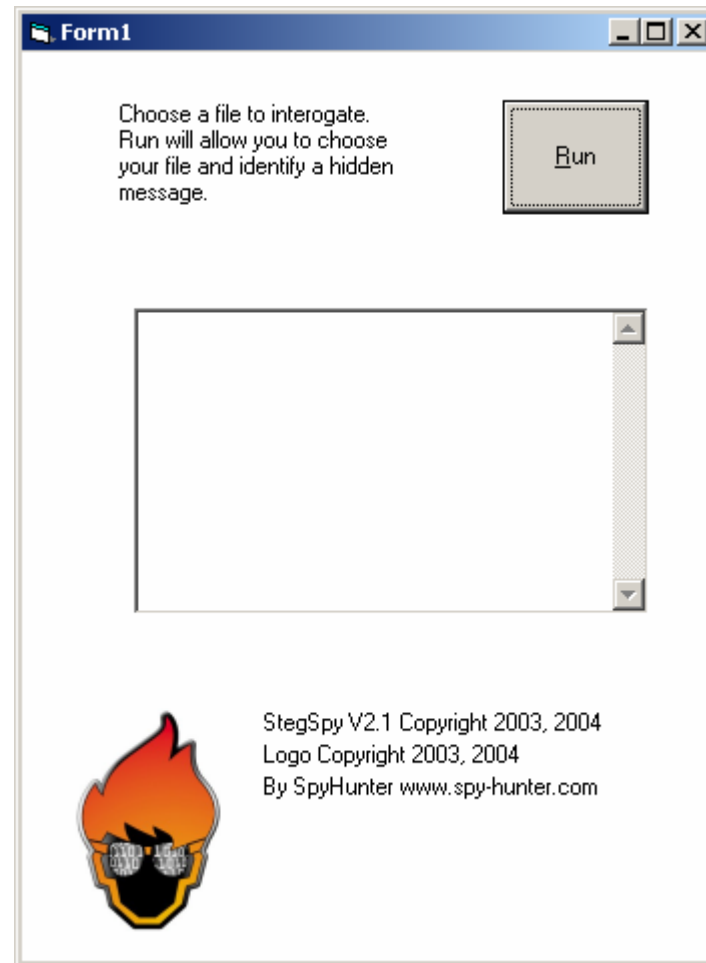 Form1
Choose a file to interogate.
Run will allow you to choose
your file and identify a hidden
message.
Run
StegSpy V2.1 Copyright 2003, 2004
Logo Copyright 2003, 2004
By SpyHunter www.spy-hunter.com